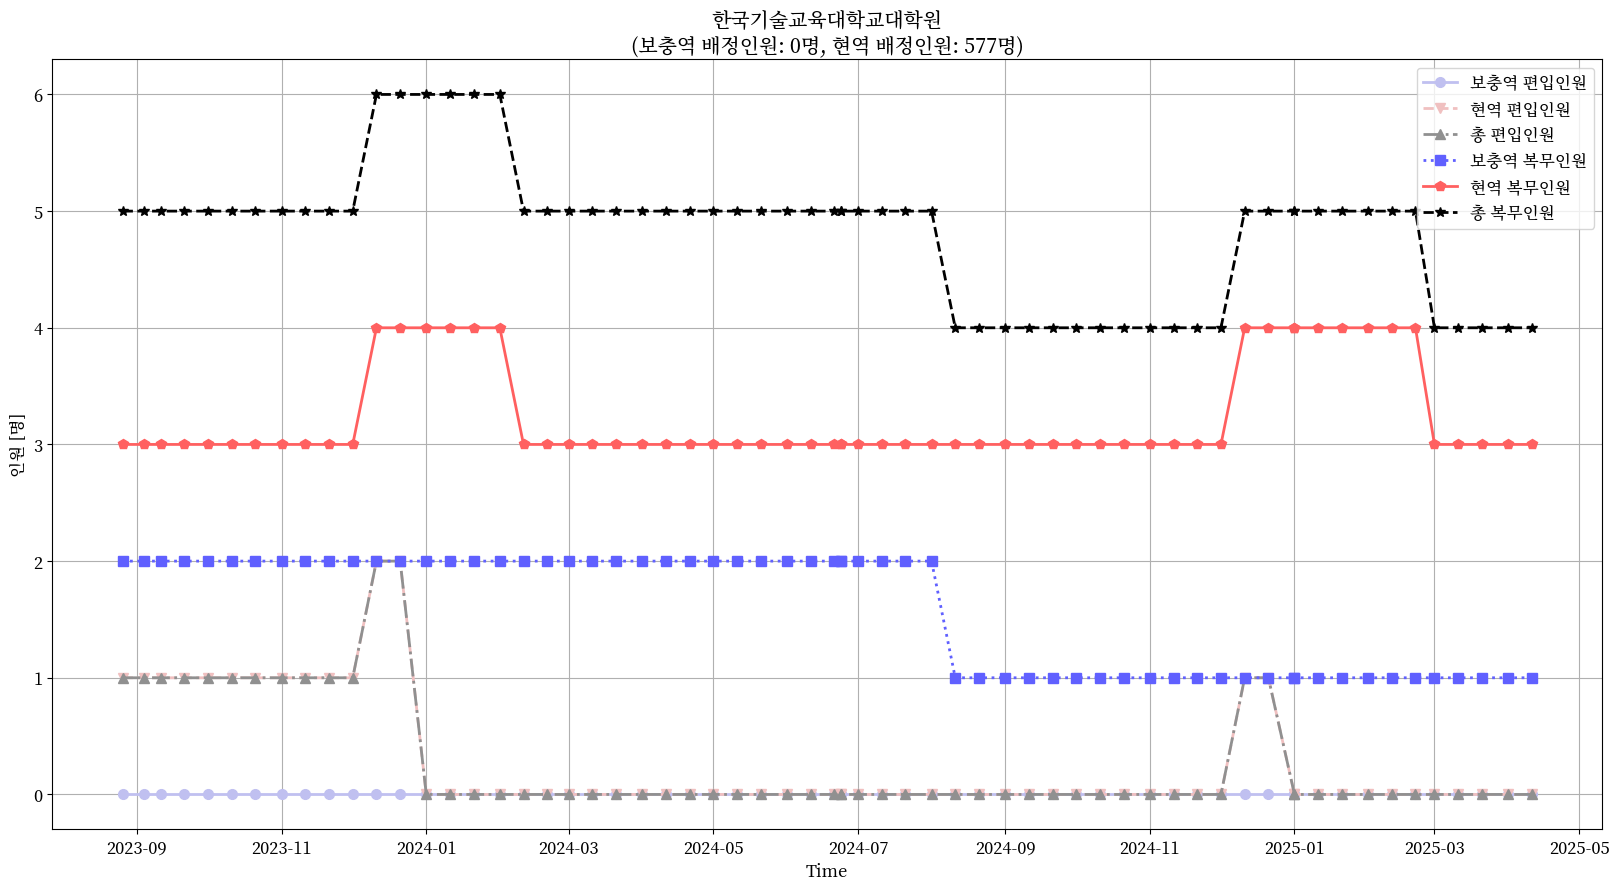 한국기술교육대학교대학원
(보충역 배정인원: 0명, 현역 배정인원: 577명)
보충역 편입인원
현역 편입인원
총 편입인원
보충역 복무인원
현역 복무인원
총 복무인원
인원 [명]
6
5
4
3
2
1
0
2023-09
2023-11
2024-01
2024-03
2024-05
2024-07
2024-09
2024-11
2025-01
2025-03
2025-05
Time